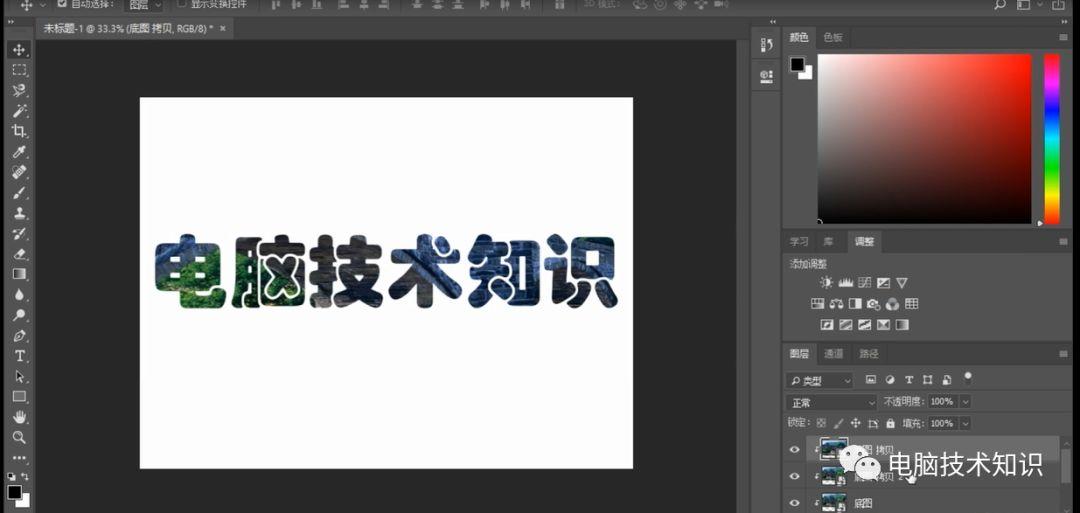 自动选择: 图层 显示变换控件 3D 模式:
未标题-1 @ 33.3% (底图 拷贝, RGB/8) * ×
颜色 色板
电脑技术知识
学习 库 调整
添加调整
图层 通道 路径
类型
正常 不透明度: 100%
锁定: 填充: 100%
底图 拷贝
拷贝 2
底图
电脑技术知识